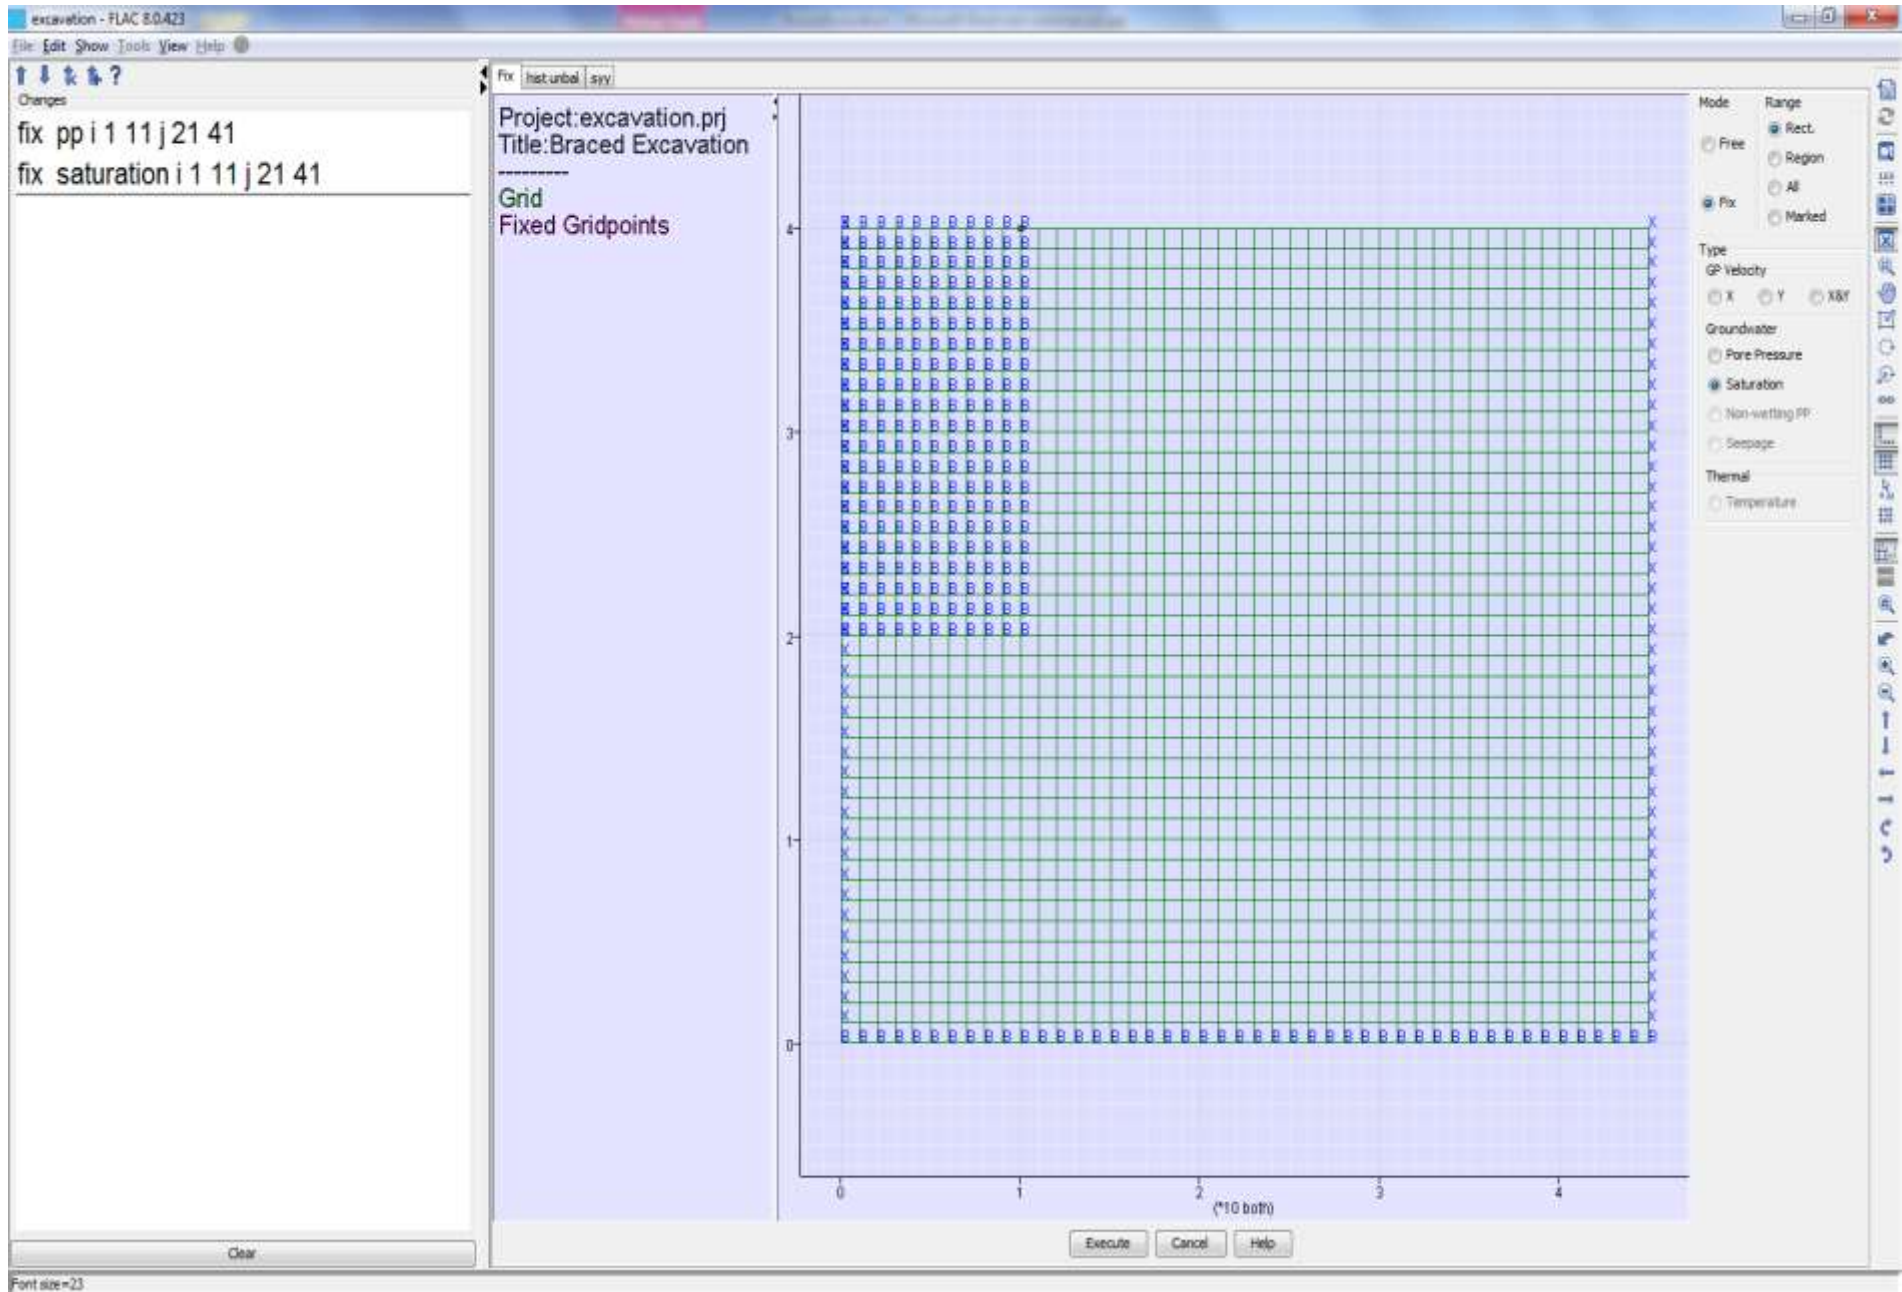 excavation - FLAC 8.0.423
File Edit Show Tools View Help
Changes
fix pp i 1 11 j 21 41
fix saturation i 1 11 j 21 41
Clear
Font size=23
Fix hist unbal syy
Project:excavation.prj
Title:Braced Excavation
---------
Grid
Fixed Gridpoints
4
3
2
1
0
0 1 2 3 4
(*10 both)
Execute Cancel Help
Mode Range
Rect.
Free
Region
All
Fix
Marked
Type
GP Velocity
X Y X&Y
Groundwater
Pore Pressure
Saturation
Non-wetting PP
Seepage
Thermal
Temperature